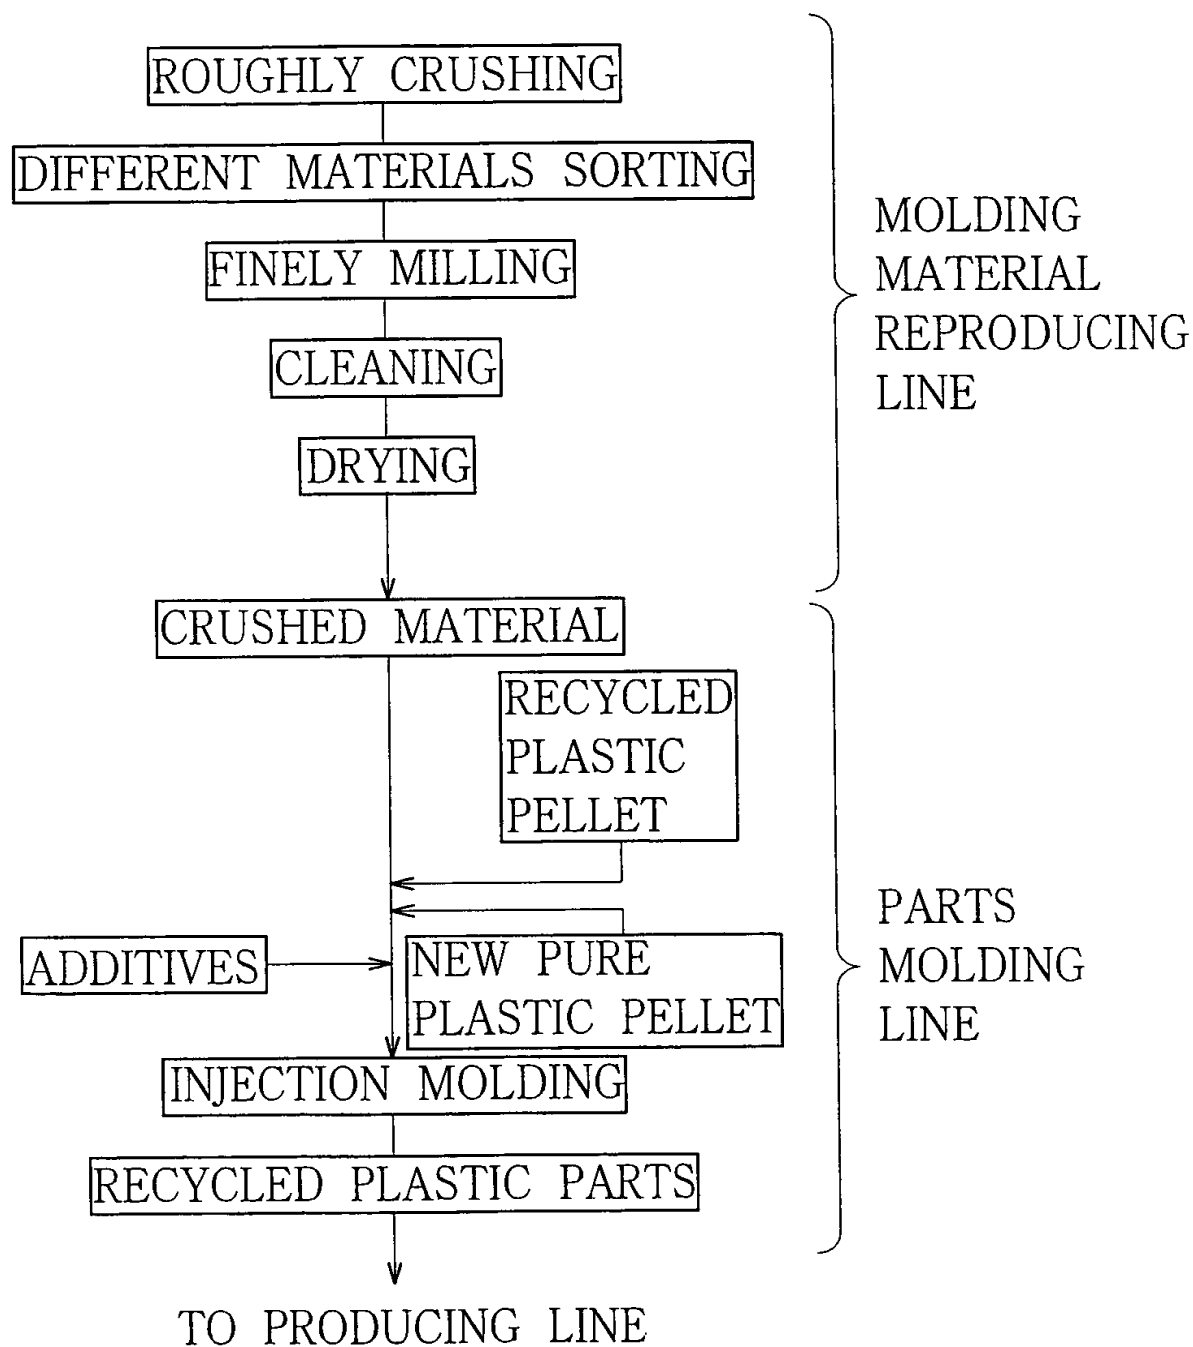 ROUGHLY CRUSHING
DIFFERENT MATERIALS SORTING
FINELY MILLING
CLEANING
DRYING
MOLDING
MATERIAL
REPRODUCING
LINE
CRUSHED MATERIAL
RECYCLED
PLASTIC
PELLET
ADDITIVES
NEW PURE
PLASTIC PELLET
INJECTION MOLDING
RECYCLED PLASTIC PARTS
PARTS
MOLDING
LINE
TO PRODUCING LINE